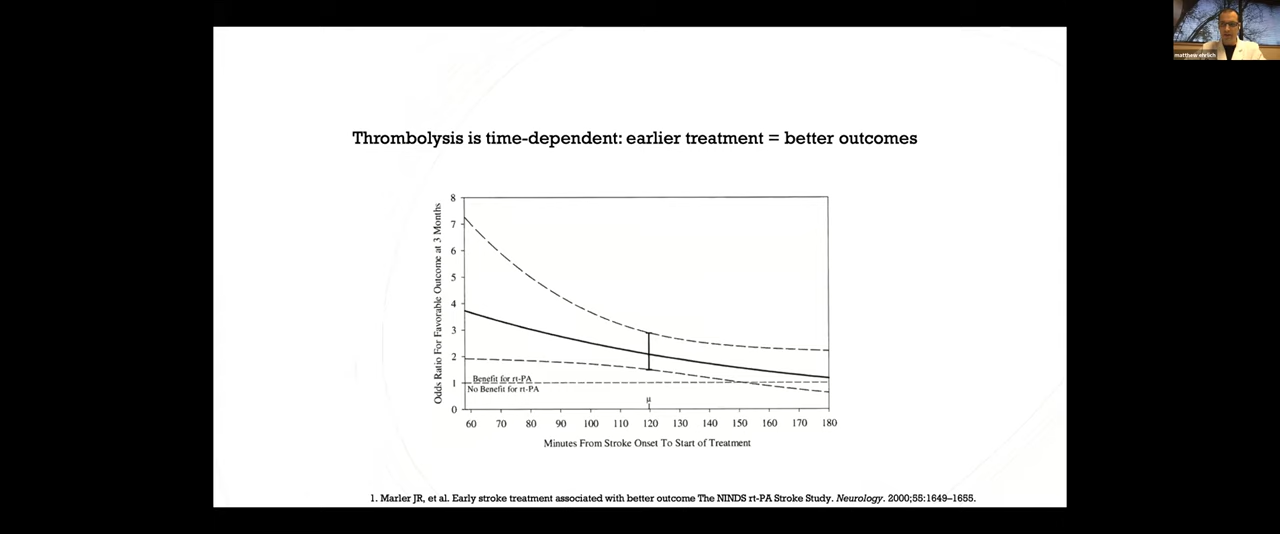 matthew ehrlich
Thrombolysis is time-dependent: earlier treatment = better outcomes
Odds Ratio For Favorable Outcome at 3 Months
8
7
6
5
4
3
2
1
0
Benefit for rt-PA
No Benefit for rt-PA
μ
60 70 80 90 100 110 120 130 140 150 160 170 180
Minutes From Stroke Onset To Start of Treatment
1. Marler JR, et al. Early stroke treatment associated with better outcome The NINDS rt-PA Stroke Study. Neurology. 2000;55:1649–1655.